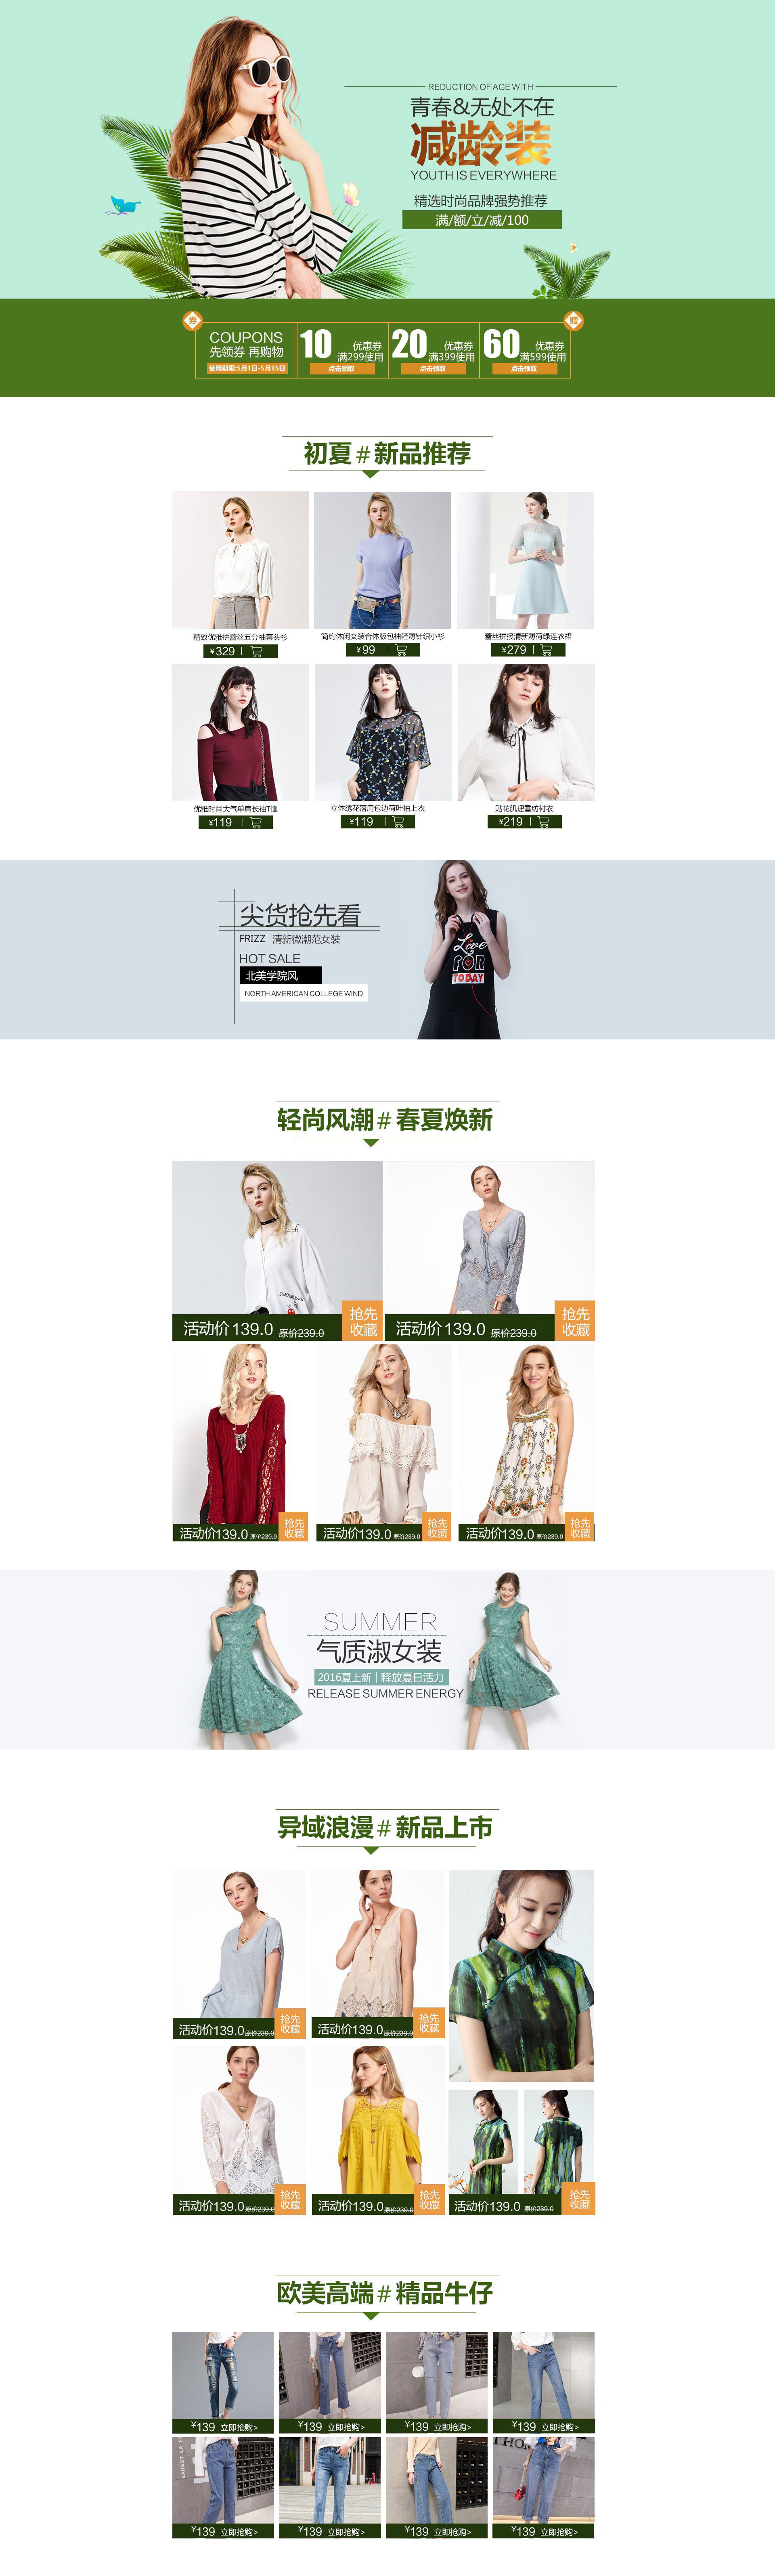 REDUCTION OF AGE WITH
青春&无处不在
减龄装
YOUTH IS EVERYWHERE
精选时尚品牌强势推荐
满/额/立/减/100
券
COUPONS
先领券 再购物
使用期限:5月1日-5月15日
10
优惠券
满299使用
点击领取
20
优惠券
满399使用
点击领取
60
优惠券
满599使用
点击领取
初夏#新品推荐
精致优雅拼蕾丝五分袖套头衫
¥329
简约休闲女装合体版包袖轻薄针织小衫
¥99
蕾丝拼接清新薄荷绿连衣裙
¥279
优雅时尚大气单肩长袖T恤
¥119
立体绣花落肩包边荷叶袖上衣
¥119
贴花肌理雪纺衬衣
¥219
尖货抢先看
FRIZZ 清新微潮范女装
HOT SALE
北美学院风
NORTH AMERICAN COLLEGE WIND
Love
FOR
TODAY
轻尚风潮#春夏焕新
活动价139.0 原价239.0
抢先
收藏
活动价139.0 原价239.0
抢先
收藏
活动价139.0 原价239.0
抢先
收藏
活动价139.0 原价239.0
抢先
收藏
活动价139.0 原价239.0
抢先
收藏
SUMMER
气质淑女装
2016夏上新|释放夏日活力
RELEASE SUMMER ENERGY
异域浪漫#新品上市
活动价139.0 原价239.0
抢先
收藏
活动价139.0 原价239.0
抢先
收藏
活动价139.0 原价239.0
抢先
收藏
活动价139.0 原价239.0
抢先
收藏
活动价139.0 原价239.0
抢先
收藏
欧美高端#精品牛仔
¥139 立即抢购>
¥139 立即抢购>
¥139 立即抢购>
¥139 立即抢购>
¥139 立即抢购>
¥139 立即抢购>
¥139 立即抢购>
¥139 立即抢购>